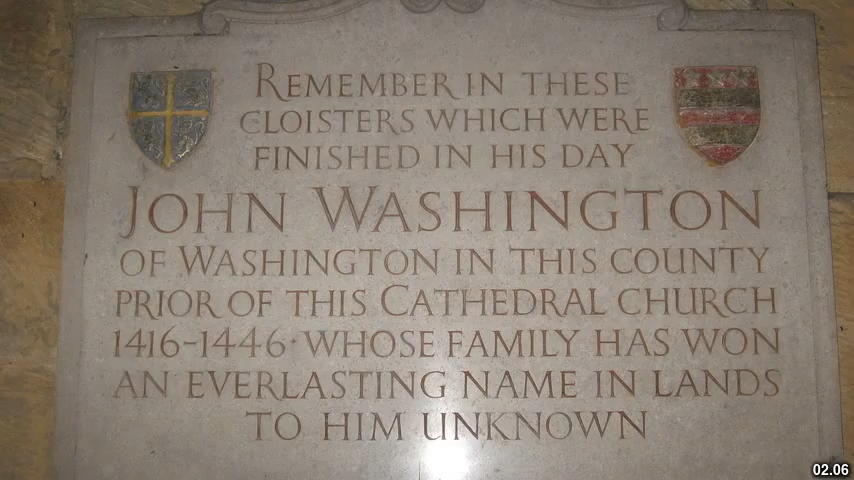 REMEMBER IN THESE
CLOISTERS WHICH WERE
FINISHED IN HIS DAY
JOHN WASHINGTON
OF WASHINGTON IN THIS COUNTY
PRIOR OF THIS CATHEDRAL CHURCH
1416-1446·WHOSE FAMILY HAS WON
AN EVERLASTING NAME IN LANDS
TO HIM UNKNOWN
02.06